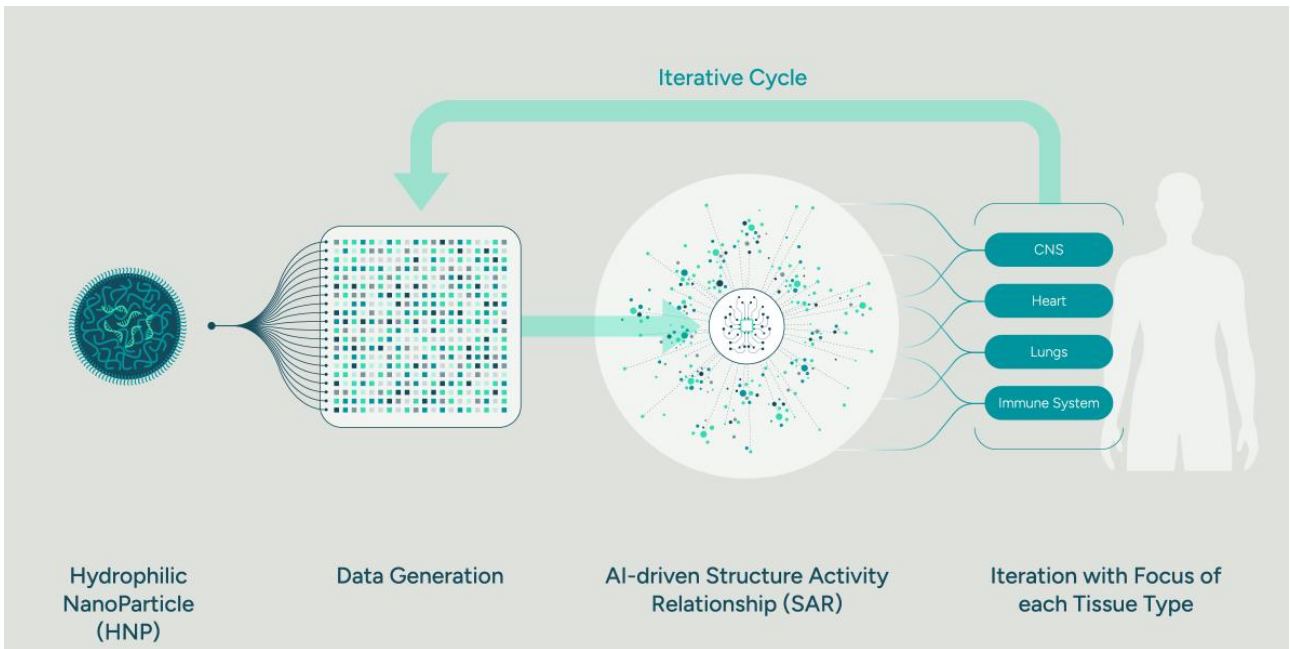 Iterative Cycle
CNS
Heart
Lungs
Immune System
Hydrophilic
NanoParticle
(HNP)
Data Generation
AI-driven Structure Activity
Relationship (SAR)
Iteration with Focus of
each Tissue Type